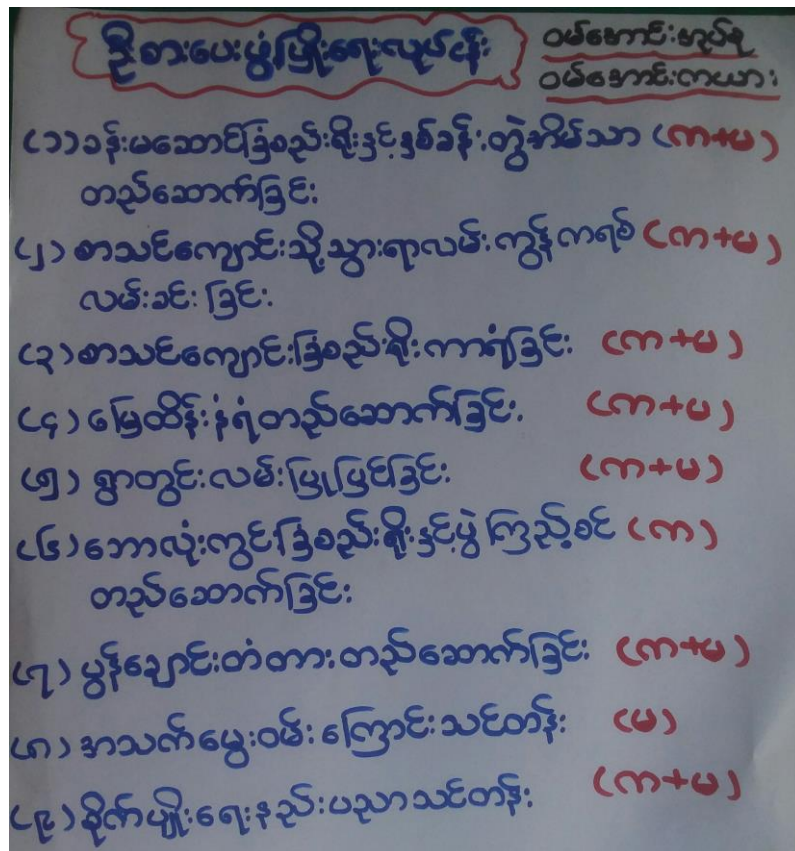 ဦးစားပေးဖွံ့ဖြိုးရေးလုပ်ငန်း
ဝမ်အောင်းအုပ်စု
ဝမ်အောင်းကယား
(၁)ခန်းမဆောင်ခြံစည်းရိုးနှင့်နှစ်ခန်းတွဲအိမ်သာ (က+မ)
တည်ဆောက်ခြင်း
(၂) စာသင်ကျောင်းသို့သွားရာလမ်းကွန်ကရစ် (က+မ)
လမ်းခင်းခြင်း
(၃) စာသင်ကျောင်းခြံစည်းရိုးကာရံခြင်း (က+မ)
(၄) မြေထိန်းနံရံတည်ဆောက်ခြင်း (က+မ)
(၅) ရွာတွင်းလမ်းပြုပြင်ခြင်း (က+မ)
(၆) ဘောလုံးကွင်းခြံစည်းရိုးနှင့်ပွဲကြည့်စင် (က)
တည်ဆောက်ခြင်း
(၇) မွန်ချောင်းတံတားတည်ဆောက်ခြင်း (က+မ)
(၈) အသက်မွေးဝမ်းကြောင်းသင်တန်း (မ)
(၉) စိုက်ပျိုးရေးနည်းပညာသင်တန်း (က+မ)